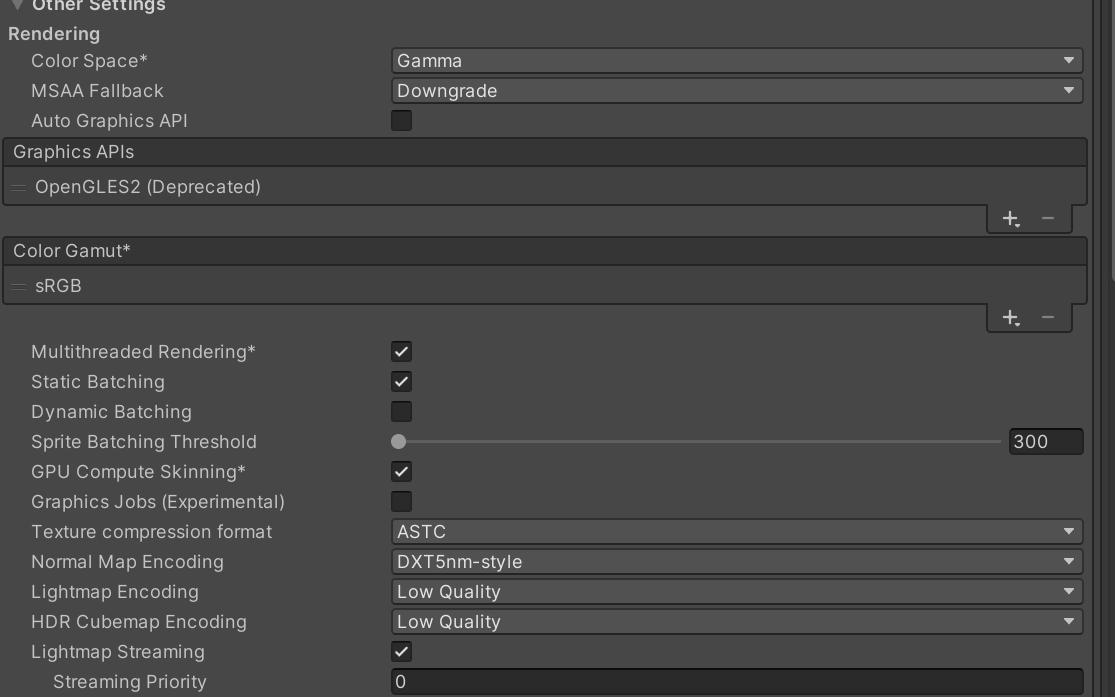 Other Settings
Rendering
Color Space* Gamma
MSAA Fallback Downgrade
Auto Graphics API
Graphics APIs
OpenGLES2 (Deprecated)
Color Gamut*
sRGB
Multithreaded Rendering*
Static Batching
Dynamic Batching
Sprite Batching Threshold 300
GPU Compute Skinning*
Graphics Jobs (Experimental)
Texture compression format ASTC
Normal Map Encoding DXT5nm-style
Lightmap Encoding Low Quality
HDR Cubemap Encoding Low Quality
Lightmap Streaming
Streaming Priority 0